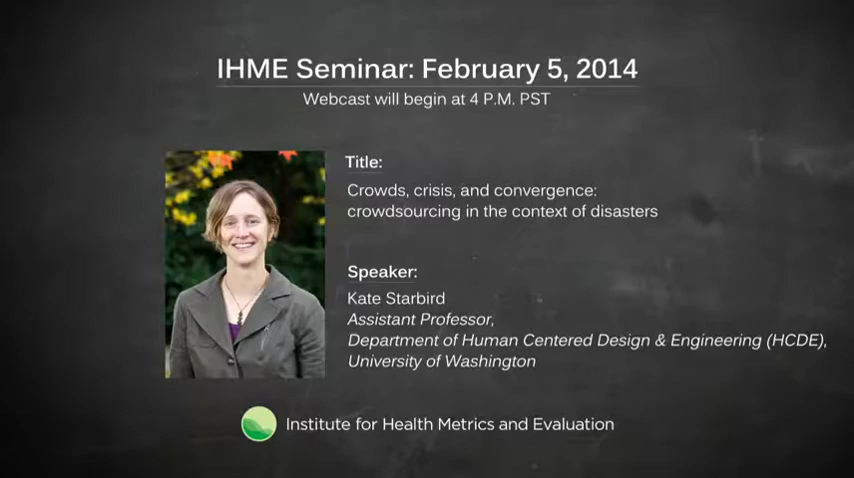 IHME Seminar: February 5, 2014
Webcast will begin at 4 P.M. PST
Title:
Crowds, crisis, and convergence:
crowdsourcing in the context of disasters
Speaker:
Kate Starbird
Assistant Professor,
Department of Human Centered Design & Engineering (HCDE),
University of Washington
Institute for Health Metrics and Evaluation